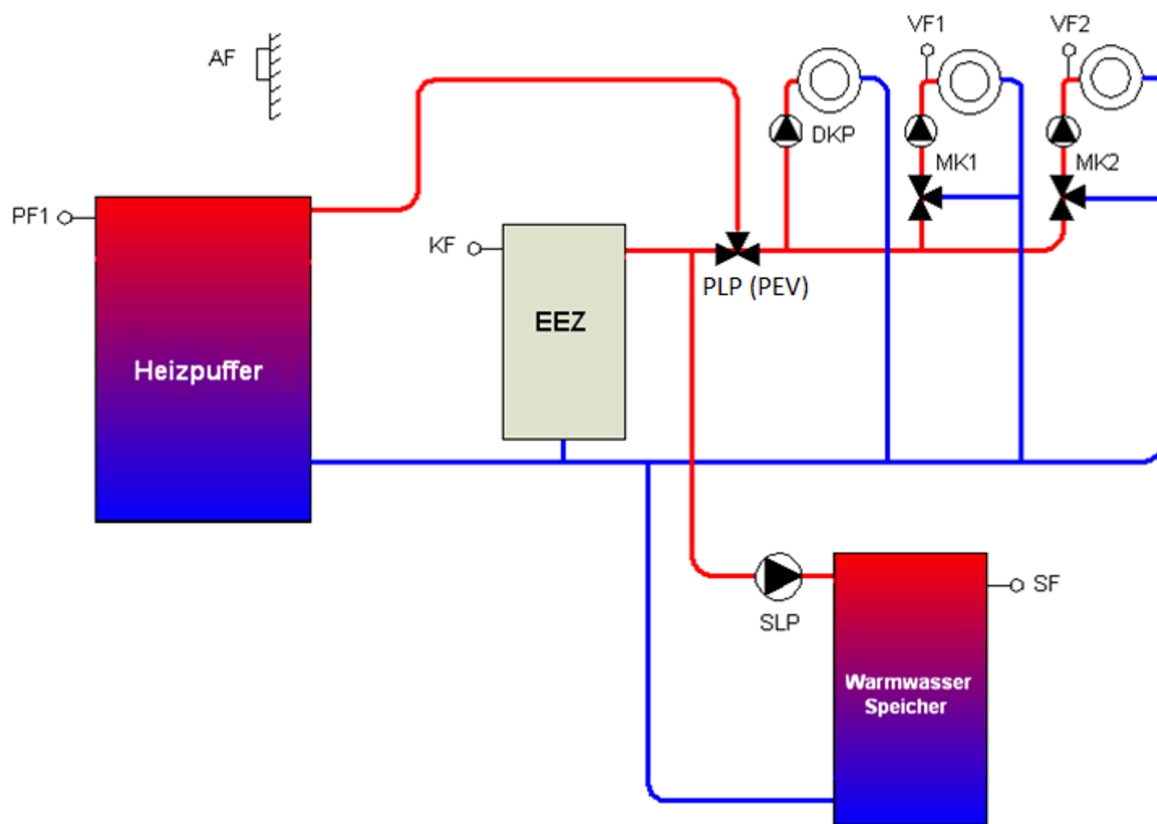 AF
VF1
VF2
DKP
MK1
MK2
PF1
KF
PLP (PEV)
EEZ
Heizpuffer
SLP
SF
Warmwasser
Speicher